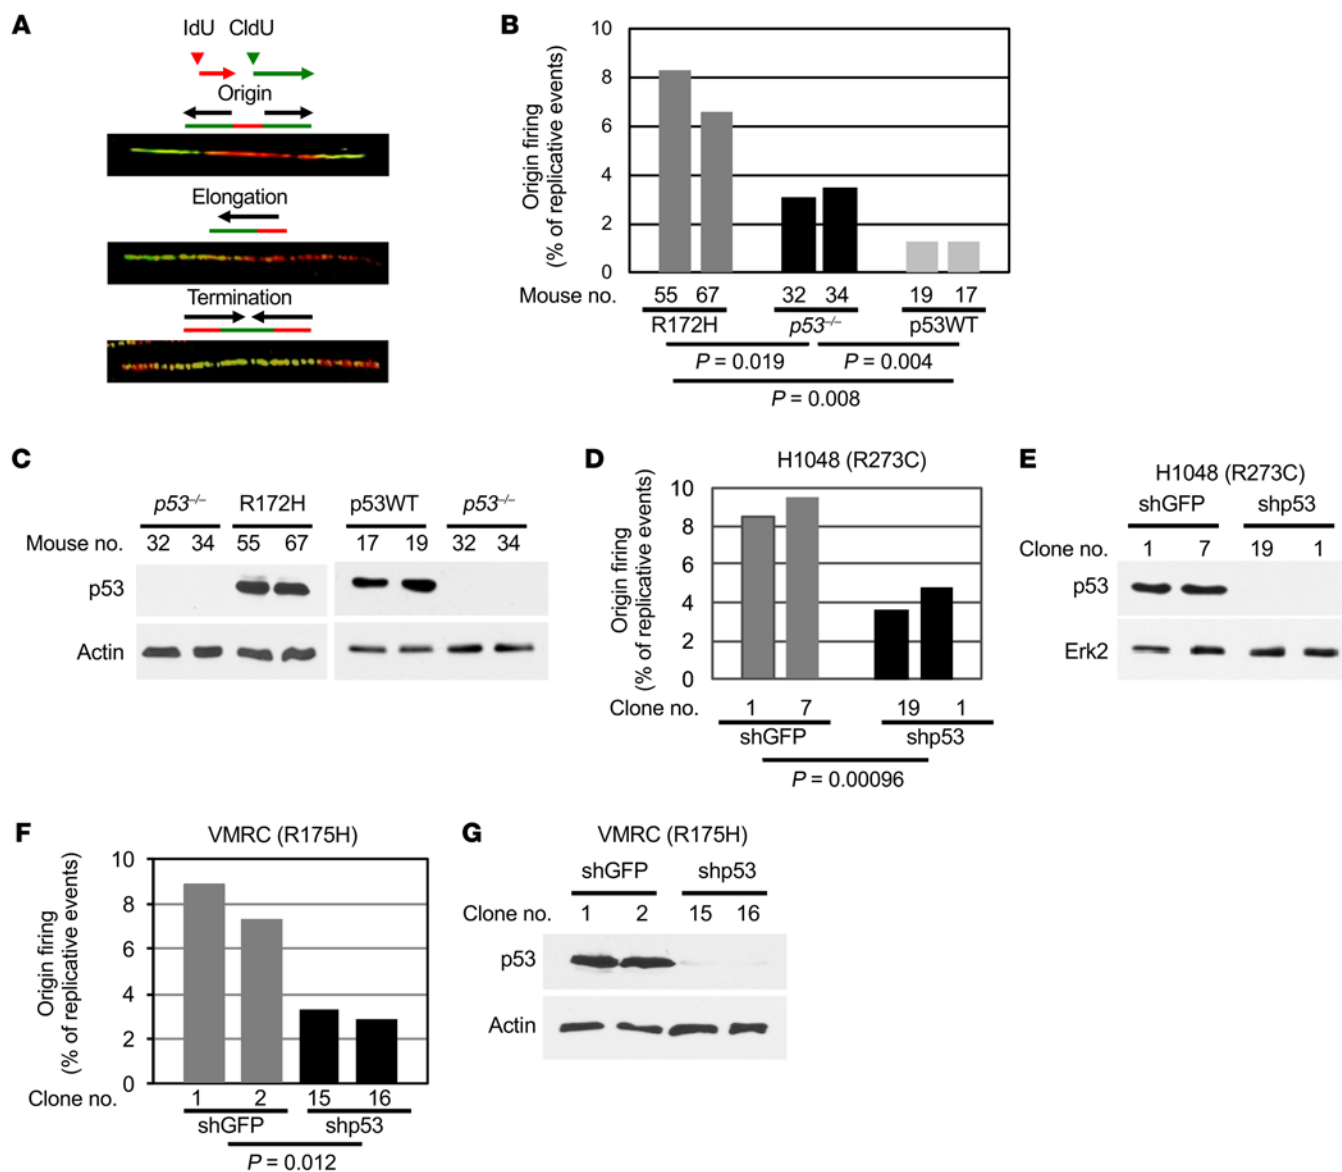 A
IdU CldU
Origin
Elongation
Termination
B
Origin firing
(% of replicative events)
10
8
6
4
2
0
Mouse no. 55 67 32 34 19 17
R172H p53–/– p53WT
P = 0.019 P = 0.004
P = 0.008
C
p53–/– R172H p53WT p53–/–
Mouse no. 32 34 55 67 17 19 32 34
p53
Actin
D
H1048 (R273C)
Origin firing
(% of replicative events)
10
8
6
4
2
0
Clone no. 1 7 19 1
shGFP shp53
P = 0.00096
E
H1048 (R273C)
shGFP shp53
Clone no. 1 7 19 1
p53
Erk2
F
VMRC (R175H)
Origin firing
(% of replicative events)
10
8
6
4
2
0
Clone no. 1 2 15 16
shGFP shp53
P = 0.012
G
VMRC (R175H)
shGFP shp53
Clone no. 1 2 15 16
p53
Actin